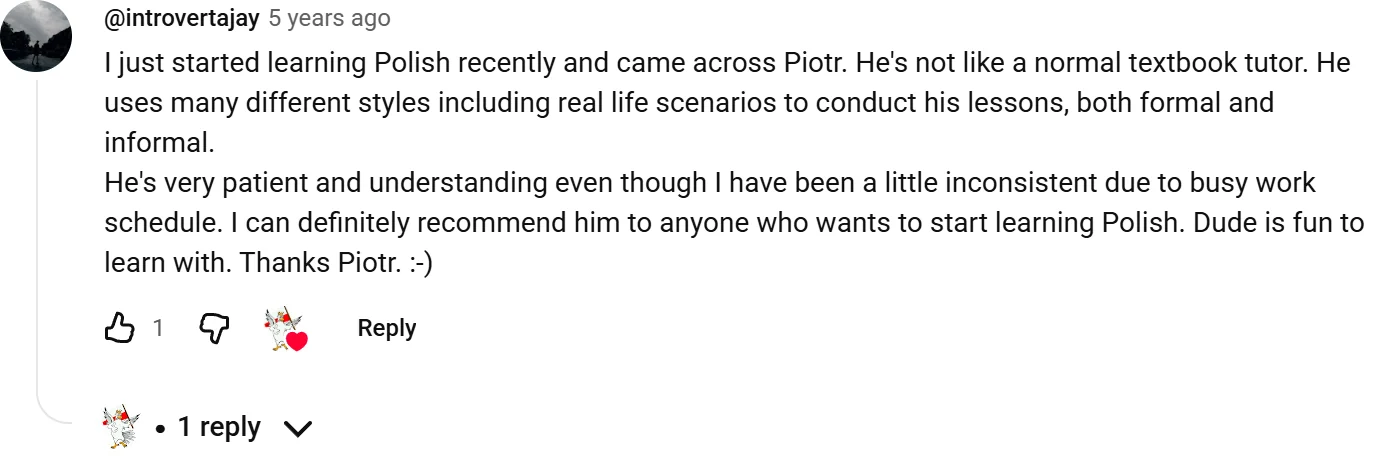 @introvertajay 5 years ago
I just started learning Polish recently and came across Piotr. He's not like a normal textbook tutor. He
uses many different styles including real life scenarios to conduct his lessons, both formal and
informal.
He's very patient and understanding even though I have been a little inconsistent due to busy work
schedule. I can definitely recommend him to anyone who wants to start learning Polish. Dude is fun to
learn with. Thanks Piotr. :-)
1 Reply
• 1 reply